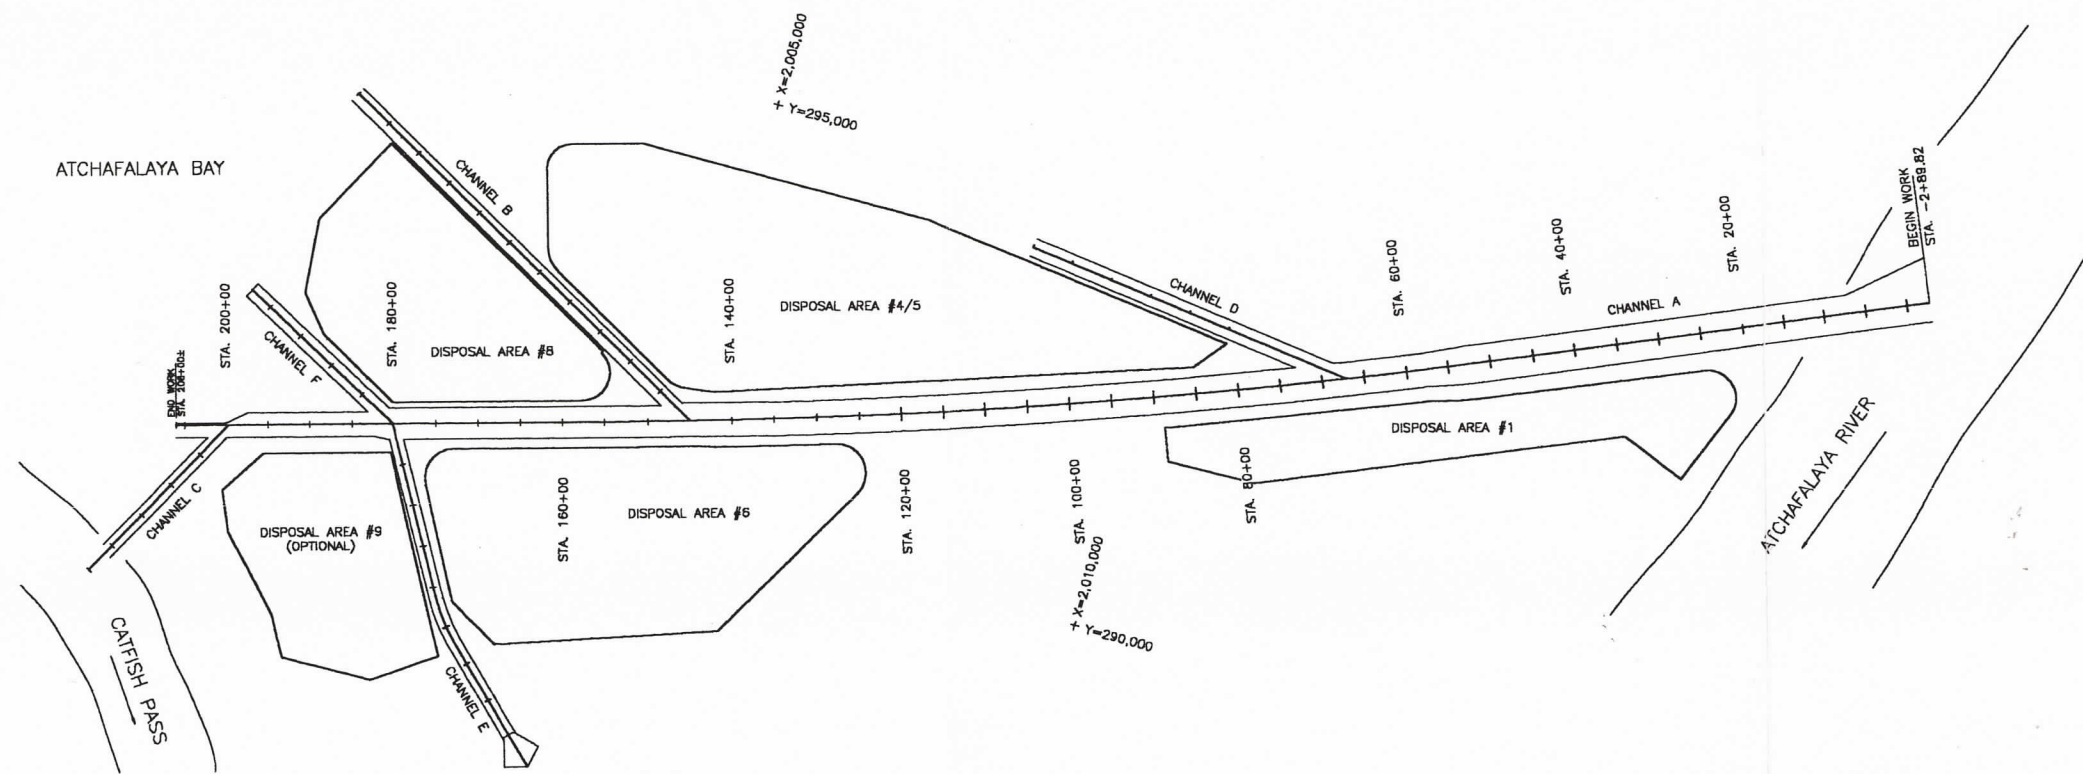 X=2,005,000
+ Y=295,000
ATCHAFALAYA BAY
CHANNEL B
BEGIN WORK
STA. -2+89.82
STA. 20+00
STA. 40+00
STA. 60+00
CHANNEL D
CHANNEL A
STA. 200+00
STA. 180+00
STA. 140+00
DISPOSAL AREA #4/5
CHANNEL F
DISPOSAL AREA #8
END WORK
DISPOSAL AREA #1
ATCHAFALAYA RIVER
CHANNEL C
DISPOSAL AREA #9
(OPTIONAL)
STA. 160+00
DISPOSAL AREA #6
STA. 120+00
STA. 100+00
STA. 80+00
X=2,010,000
+ Y=290,000
CATFISH PASS
CHANNEL E